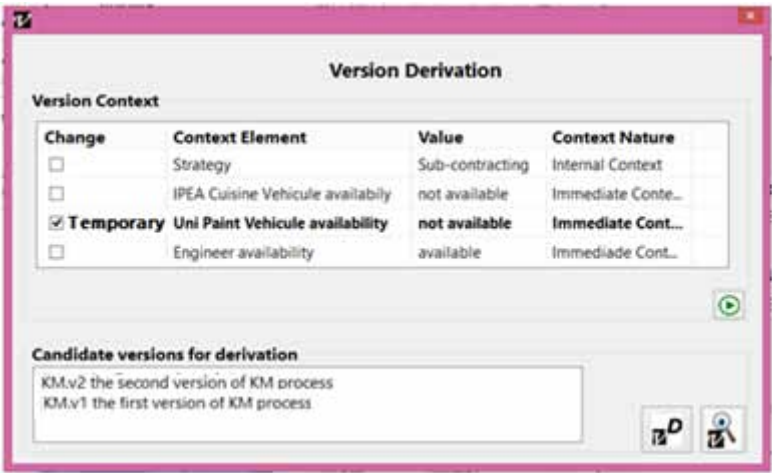 Version Derivation
Version Context
Change Context Element Value Context Nature
Strategy Sub-contracting Internal Context
IPEA Cuisine Vehicule availabily not available Immediate Conte...
Temporary Uni Paint Vehicule availability not available Immediate Cont...
Engineer availability available Immediade Cont...
Candidate versions for derivation
KM.v2 the second version of KM process
KM.v1 the first version of KM process
D